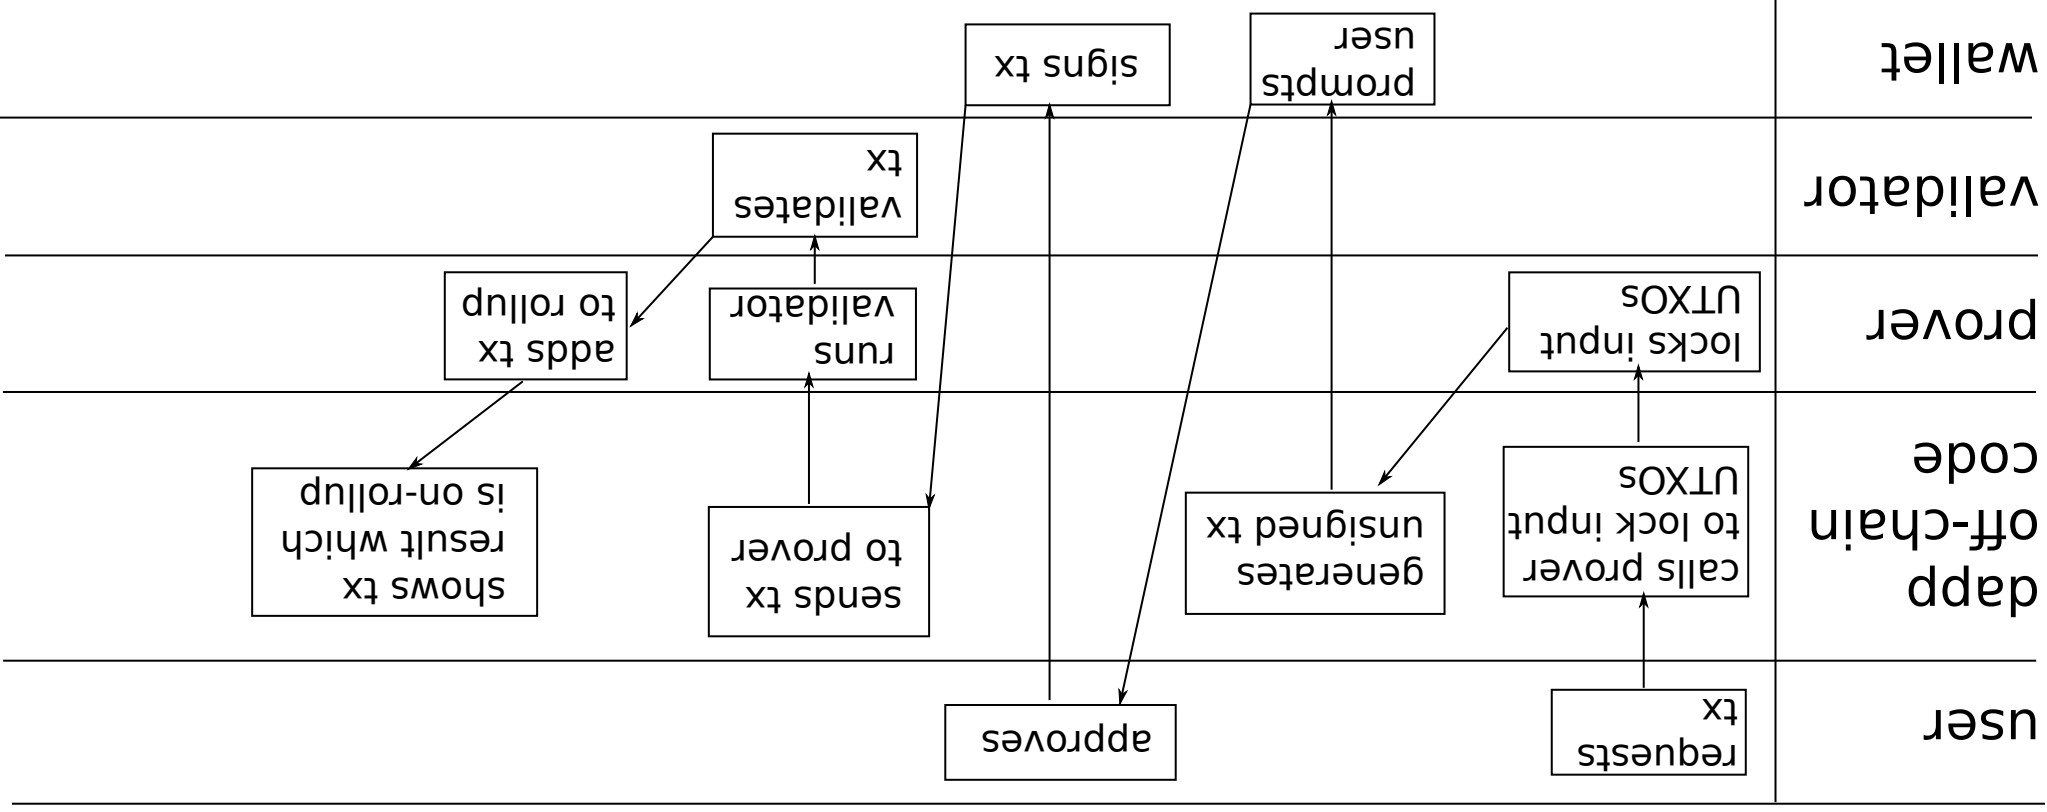 user
requests
tx
approves
dapp
off-chain
code
calls prover
to lock input
UTXOs
generates
unsigned tx
sends tx
to prover
shows tx
result which
is on-rollup
prover
locks input
UTXOs
runs
validator
adds tx
to rollup
validator
validates
tx
wallet
prompts
user
signs tx